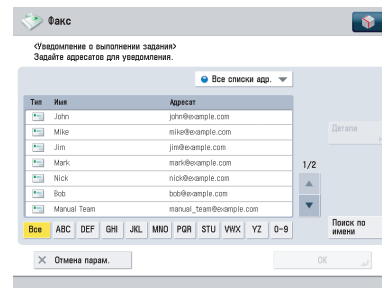 Факс
<Уведомление о выполнении задания>
Задайте адресатов для уведомления.
Все списки адр.
Тип Имя Адресат
John john@example.com
Mike mike@example.com
Jim jim@example.com
Mark mark@example.com
Nick nick@example.com
Bob bob@example.com
Manual Team manual_team@example.com
Детали
1/2
Все ABC DEF GHI JKL MNO PQR STU VWX YZ 0-9
Поиск по
имени
Отмена парам.
OK